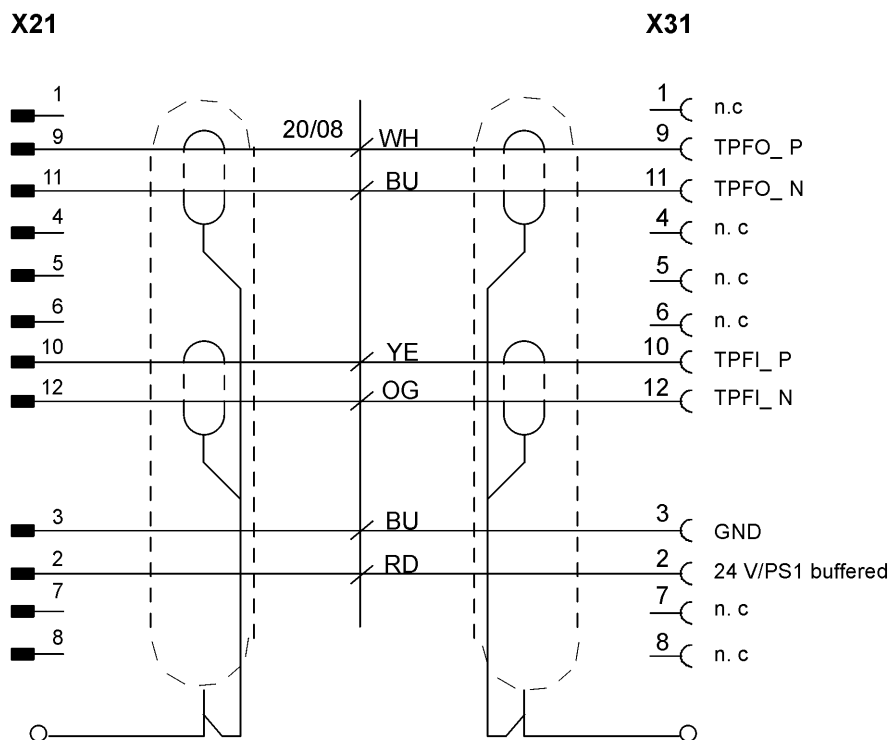 X21 X31
1 1 n.c
9 20/08 WH 9 TPFO_ P
11 BU 11 TPFO_ N
4 4 n. c
5 5 n. c
6 6 n. c
10 YE 10 TPFI_ P
12 OG 12 TPFI_ N
3 BU 3 GND
2 RD 2 24 V/PS1 buffered
7 7 n. c
8 8 n. c